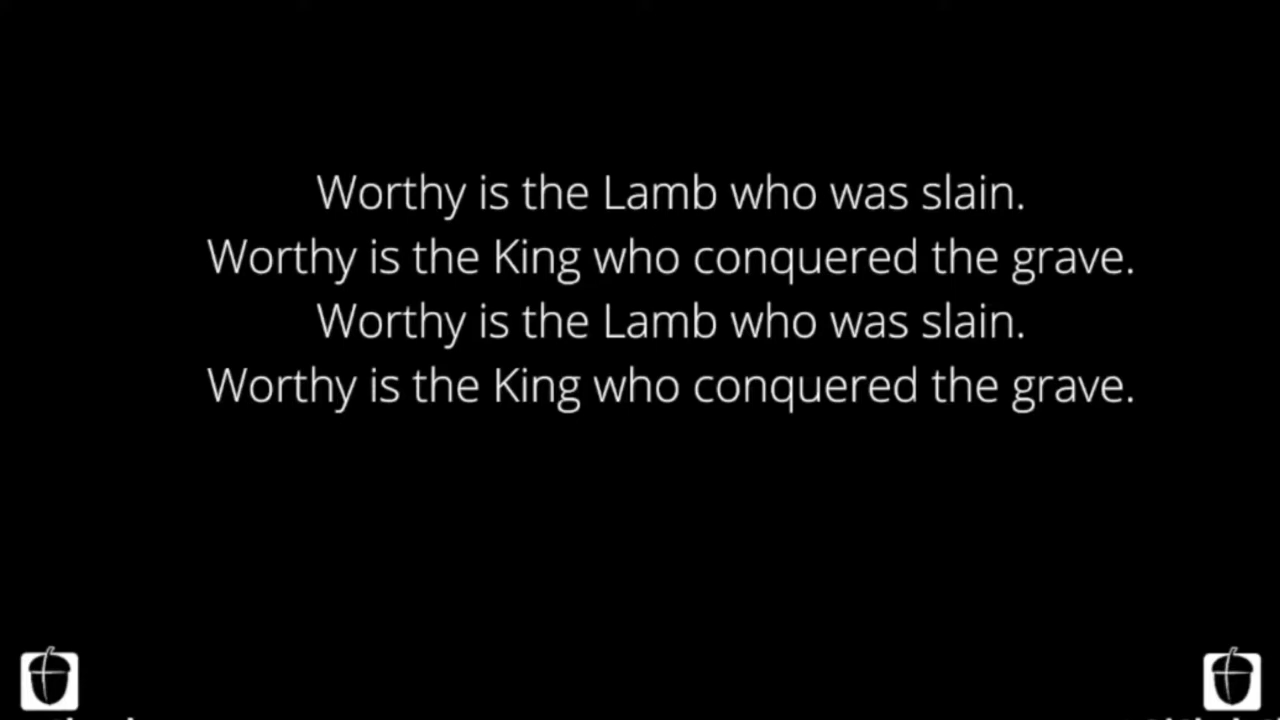 Worthy is the Lamb who was slain.
Worthy is the King who conquered the grave.
Worthy is the Lamb who was slain.
Worthy is the King who conquered the grave.